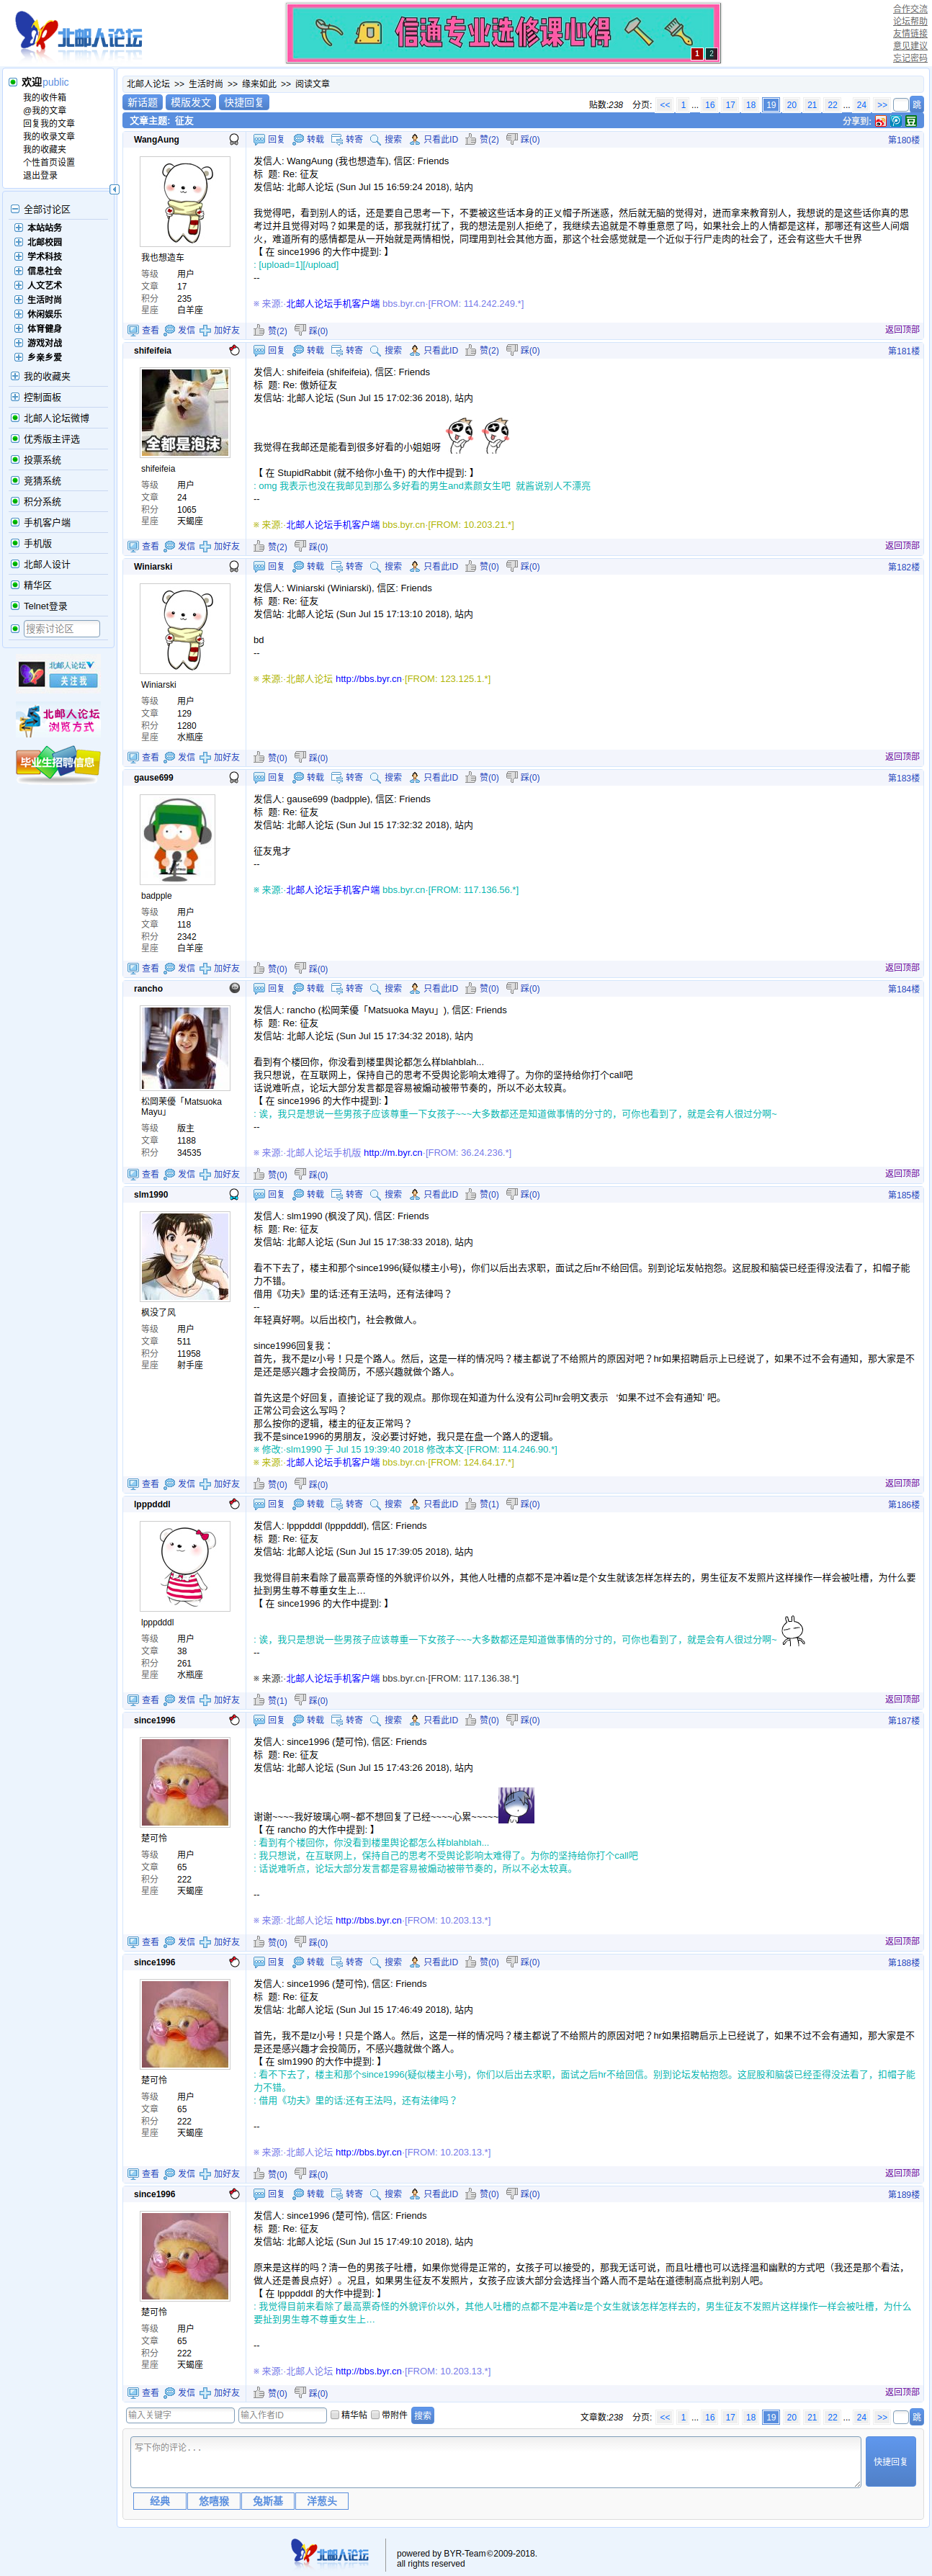 北邮人论坛
信通专业选修课心得
1 2
合作交流
论坛帮助
友情链接
意见建议
忘记密码
欢迎public
我的收件箱
@我的文章
回复我的文章
我的收录文章
我的收藏夹
个性首页设置
退出登录
全部讨论区
本站站务
北邮校园
学术科技
信息社会
人文艺术
生活时尚
休闲娱乐
体育健身
游戏对战
乡亲乡爱
我的收藏夹
控制面板
北邮人论坛微博
优秀版主评选
投票系统
竞猜系统
积分系统
手机客户端
手机版
北邮人设计
精华区
Telnet登录
搜索讨论区
北邮人论坛
关注我
北邮人论坛
浏览方式
毕业生招聘信息
北邮人论坛 >> 生活时尚 >> 缘来如此 >> 阅读文章
新话题 模版发文 快捷回复
贴数:238 分页: << 1 ... 16 17 18 19 20 21 22 ... 24 >> 跳
文章主题: 征友 分享到: 豆
WangAung 回复 转载 转寄 搜索 只看此ID 赞(2) 踩(0) 第180楼
我也想造车
等级 用户
文章 17
积分 235
星座 白羊座
发信人: WangAung (我也想造车), 信区: Friends
标 题: Re: 征友
发信站: 北邮人论坛 (Sun Jul 15 16:59:24 2018), 站内
我觉得吧，看到别人的话，还是要自己思考一下，不要被这些话本身的正义帽子所迷惑，然后就无脑的觉得对，进而拿来教育别人，我想说的是这些话你真的思
考过并且觉得对吗？如果是的话，那我就打扰了，我的想法是别人拒绝了，我继续去追就是不尊重意愿了吗，如果社会上的人情都是这样，那哪还有这些人间烟
火，难道所有的感情都是从一开始就是两情相悦，同理用到社会其他方面，那这个社会感觉就是一个近似于行尸走肉的社会了，还会有这些大千世界
【 在 since1996 的大作中提到: 】
: [upload=1][/upload]
--
※ 来源:·北邮人论坛手机客户端 bbs.byr.cn·[FROM: 114.242.249.*]
查看 发信 加好友 赞(2) 踩(0) 返回顶部
shifeifeia 回复 转载 转寄 搜索 只看此ID 赞(2) 踩(0) 第181楼
全都是泡沫
shifeifeia
等级 用户
文章 24
积分 1065
星座 天蝎座
发信人: shifeifeia (shifeifeia), 信区: Friends
标 题: Re: 傲娇征友
发信站: 北邮人论坛 (Sun Jul 15 17:02:36 2018), 站内
我觉得在我邮还是能看到很多好看的小姐姐呀
【 在 StupidRabbit (就不给你小鱼干) 的大作中提到: 】
: omg 我表示也没在我邮见到那么多好看的男生and素颜女生吧 就酱说别人不漂亮
--
※ 来源:·北邮人论坛手机客户端 bbs.byr.cn·[FROM: 10.203.21.*]
查看 发信 加好友 赞(2) 踩(0) 返回顶部
Winiarski 回复 转载 转寄 搜索 只看此ID 赞(0) 踩(0) 第182楼
Winiarski
等级 用户
文章 129
积分 1280
星座 水瓶座
发信人: Winiarski (Winiarski), 信区: Friends
标 题: Re: 征友
发信站: 北邮人论坛 (Sun Jul 15 17:13:10 2018), 站内
bd
--
※ 来源:·北邮人论坛 http://bbs.byr.cn·[FROM: 123.125.1.*]
查看 发信 加好友 赞(0) 踩(0) 返回顶部
gause699 回复 转载 转寄 搜索 只看此ID 赞(0) 踩(0) 第183楼
badpple
等级 用户
文章 118
积分 2342
星座 白羊座
发信人: gause699 (badpple), 信区: Friends
标 题: Re: 征友
发信站: 北邮人论坛 (Sun Jul 15 17:32:32 2018), 站内
征友鬼才
--
※ 来源:·北邮人论坛手机客户端 bbs.byr.cn·[FROM: 117.136.56.*]
查看 发信 加好友 赞(0) 踩(0) 返回顶部
rancho 回复 转载 转寄 搜索 只看此ID 赞(0) 踩(0) 第184楼
松岡茉優「Matsuoka
Mayu」
等级 版主
文章 1188
积分 34535
发信人: rancho (松岡茉優「Matsuoka Mayu」), 信区: Friends
标 题: Re: 征友
发信站: 北邮人论坛 (Sun Jul 15 17:34:32 2018), 站内
看到有个楼回你，你没看到楼里舆论都怎么样blahblah...
我只想说，在互联网上，保持自己的思考不受舆论影响太难得了。为你的坚持给你打个call吧
话说难听点，论坛大部分发言都是容易被煽动被带节奏的，所以不必太较真。
【 在 since1996 的大作中提到: 】
: 诶，我只是想说一些男孩子应该尊重一下女孩子~~~大多数都还是知道做事情的分寸的，可你也看到了，就是会有人很过分啊~
--
※ 来源:·北邮人论坛手机版 http://m.byr.cn·[FROM: 36.24.236.*]
查看 发信 加好友 赞(0) 踩(0) 返回顶部
slm1990 回复 转载 转寄 搜索 只看此ID 赞(0) 踩(0) 第185楼
枫没了风
等级 用户
文章 511
积分 11958
星座 射手座
发信人: slm1990 (枫没了风), 信区: Friends
标 题: Re: 征友
发信站: 北邮人论坛 (Sun Jul 15 17:38:33 2018), 站内
看不下去了，楼主和那个since1996(疑似楼主小号)，你们以后出去求职，面试之后hr不给回信。别到论坛发帖抱怨。这屁股和脑袋已经歪得没法看了，扣帽子能
力不错。
借用《功夫》里的话:还有王法吗，还有法律吗？
--
年轻真好啊。以后出校门，社会教做人。
since1996回复我：
首先，我不是lz小号！只是个路人。然后，这是一样的情况吗？楼主都说了不给照片的原因对吧？hr如果招聘启示上已经说了，如果不过不会有通知，那大家是不
是还是感兴趣才会投简历，不感兴趣就做个路人。
首先这是个好回复，直接论证了我的观点。那你现在知道为什么没有公司hr会明文表示 ‘如果不过不会有通知’ 吧。
正常公司会这么写吗？
那么按你的逻辑，楼主的征友正常吗？
我不是since1996的男朋友，没必要讨好她，我只是在盘一个路人的逻辑。
※ 修改:·slm1990 于 Jul 15 19:39:40 2018 修改本文·[FROM: 114.246.90.*]
※ 来源:·北邮人论坛手机客户端 bbs.byr.cn·[FROM: 124.64.17.*]
查看 发信 加好友 赞(0) 踩(0) 返回顶部
lpppdddl 回复 转载 转寄 搜索 只看此ID 赞(1) 踩(0) 第186楼
lpppdddl
等级 用户
文章 38
积分 261
星座 水瓶座
发信人: lpppdddl (lpppdddl), 信区: Friends
标 题: Re: 征友
发信站: 北邮人论坛 (Sun Jul 15 17:39:05 2018), 站内
我觉得目前来看除了最高票奇怪的外貌评价以外，其他人吐槽的点都不是冲着lz是个女生就该怎样怎样去的，男生征友不发照片这样操作一样会被吐槽，为什么要
扯到男生尊不尊重女生上…
【 在 since1996 的大作中提到: 】
: 诶，我只是想说一些男孩子应该尊重一下女孩子~~~大多数都还是知道做事情的分寸的，可你也看到了，就是会有人很过分啊~
--
※ 来源:·北邮人论坛手机客户端 bbs.byr.cn·[FROM: 117.136.38.*]
查看 发信 加好友 赞(1) 踩(0) 返回顶部
since1996 回复 转载 转寄 搜索 只看此ID 赞(0) 踩(0) 第187楼
楚可怜
等级 用户
文章 65
积分 222
星座 天蝎座
发信人: since1996 (楚可怜), 信区: Friends
标 题: Re: 征友
发信站: 北邮人论坛 (Sun Jul 15 17:43:26 2018), 站内
谢谢~~~~我好玻璃心啊~都不想回复了已经~~~~心累~~~~~
【 在 rancho 的大作中提到: 】
: 看到有个楼回你，你没看到楼里舆论都怎么样blahblah...
: 我只想说，在互联网上，保持自己的思考不受舆论影响太难得了。为你的坚持给你打个call吧
: 话说难听点，论坛大部分发言都是容易被煽动被带节奏的，所以不必太较真。
--
※ 来源:·北邮人论坛 http://bbs.byr.cn·[FROM: 10.203.13.*]
查看 发信 加好友 赞(0) 踩(0) 返回顶部
since1996 回复 转载 转寄 搜索 只看此ID 赞(0) 踩(0) 第188楼
楚可怜
等级 用户
文章 65
积分 222
星座 天蝎座
发信人: since1996 (楚可怜), 信区: Friends
标 题: Re: 征友
发信站: 北邮人论坛 (Sun Jul 15 17:46:49 2018), 站内
首先，我不是lz小号！只是个路人。然后，这是一样的情况吗？楼主都说了不给照片的原因对吧？hr如果招聘启示上已经说了，如果不过不会有通知，那大家是不
是还是感兴趣才会投简历，不感兴趣就做个路人。
【 在 slm1990 的大作中提到: 】
: 看不下去了，楼主和那个since1996(疑似楼主小号)，你们以后出去求职，面试之后hr不给回信。别到论坛发帖抱怨。这屁股和脑袋已经歪得没法看了，扣帽子能
力不错。
: 借用《功夫》里的话:还有王法吗，还有法律吗？
--
※ 来源:·北邮人论坛 http://bbs.byr.cn·[FROM: 10.203.13.*]
查看 发信 加好友 赞(0) 踩(0) 返回顶部
since1996 回复 转载 转寄 搜索 只看此ID 赞(0) 踩(0) 第189楼
楚可怜
等级 用户
文章 65
积分 222
星座 天蝎座
发信人: since1996 (楚可怜), 信区: Friends
标 题: Re: 征友
发信站: 北邮人论坛 (Sun Jul 15 17:49:10 2018), 站内
原来是这样的吗？清一色的男孩子吐槽，如果你觉得是正常的，女孩子可以接受的，那我无话可说，而且吐槽也可以选择温和幽默的方式吧（我还是那个看法，
做人还是善良点好）。况且，如果男生征友不发照片，女孩子应该大部分会选择当个路人而不是站在道德制高点批判别人吧。
【 在 lpppdddl 的大作中提到: 】
: 我觉得目前来看除了最高票奇怪的外貌评价以外，其他人吐槽的点都不是冲着lz是个女生就该怎样怎样去的，男生征友不发照片这样操作一样会被吐槽，为什么
要扯到男生尊不尊重女生上…
--
※ 来源:·北邮人论坛 http://bbs.byr.cn·[FROM: 10.203.13.*]
查看 发信 加好友 赞(0) 踩(0) 返回顶部
输入关键字 输入作者ID 精华帖 带附件 搜索
文章数:238 分页: << 1 ... 16 17 18 19 20 21 22 ... 24 >> 跳
写下你的评论...
快捷回复
经典 悠嘻猴 兔斯基 洋葱头
北邮人论坛
powered by BYR-Team©2009-2018.
all rights reserved